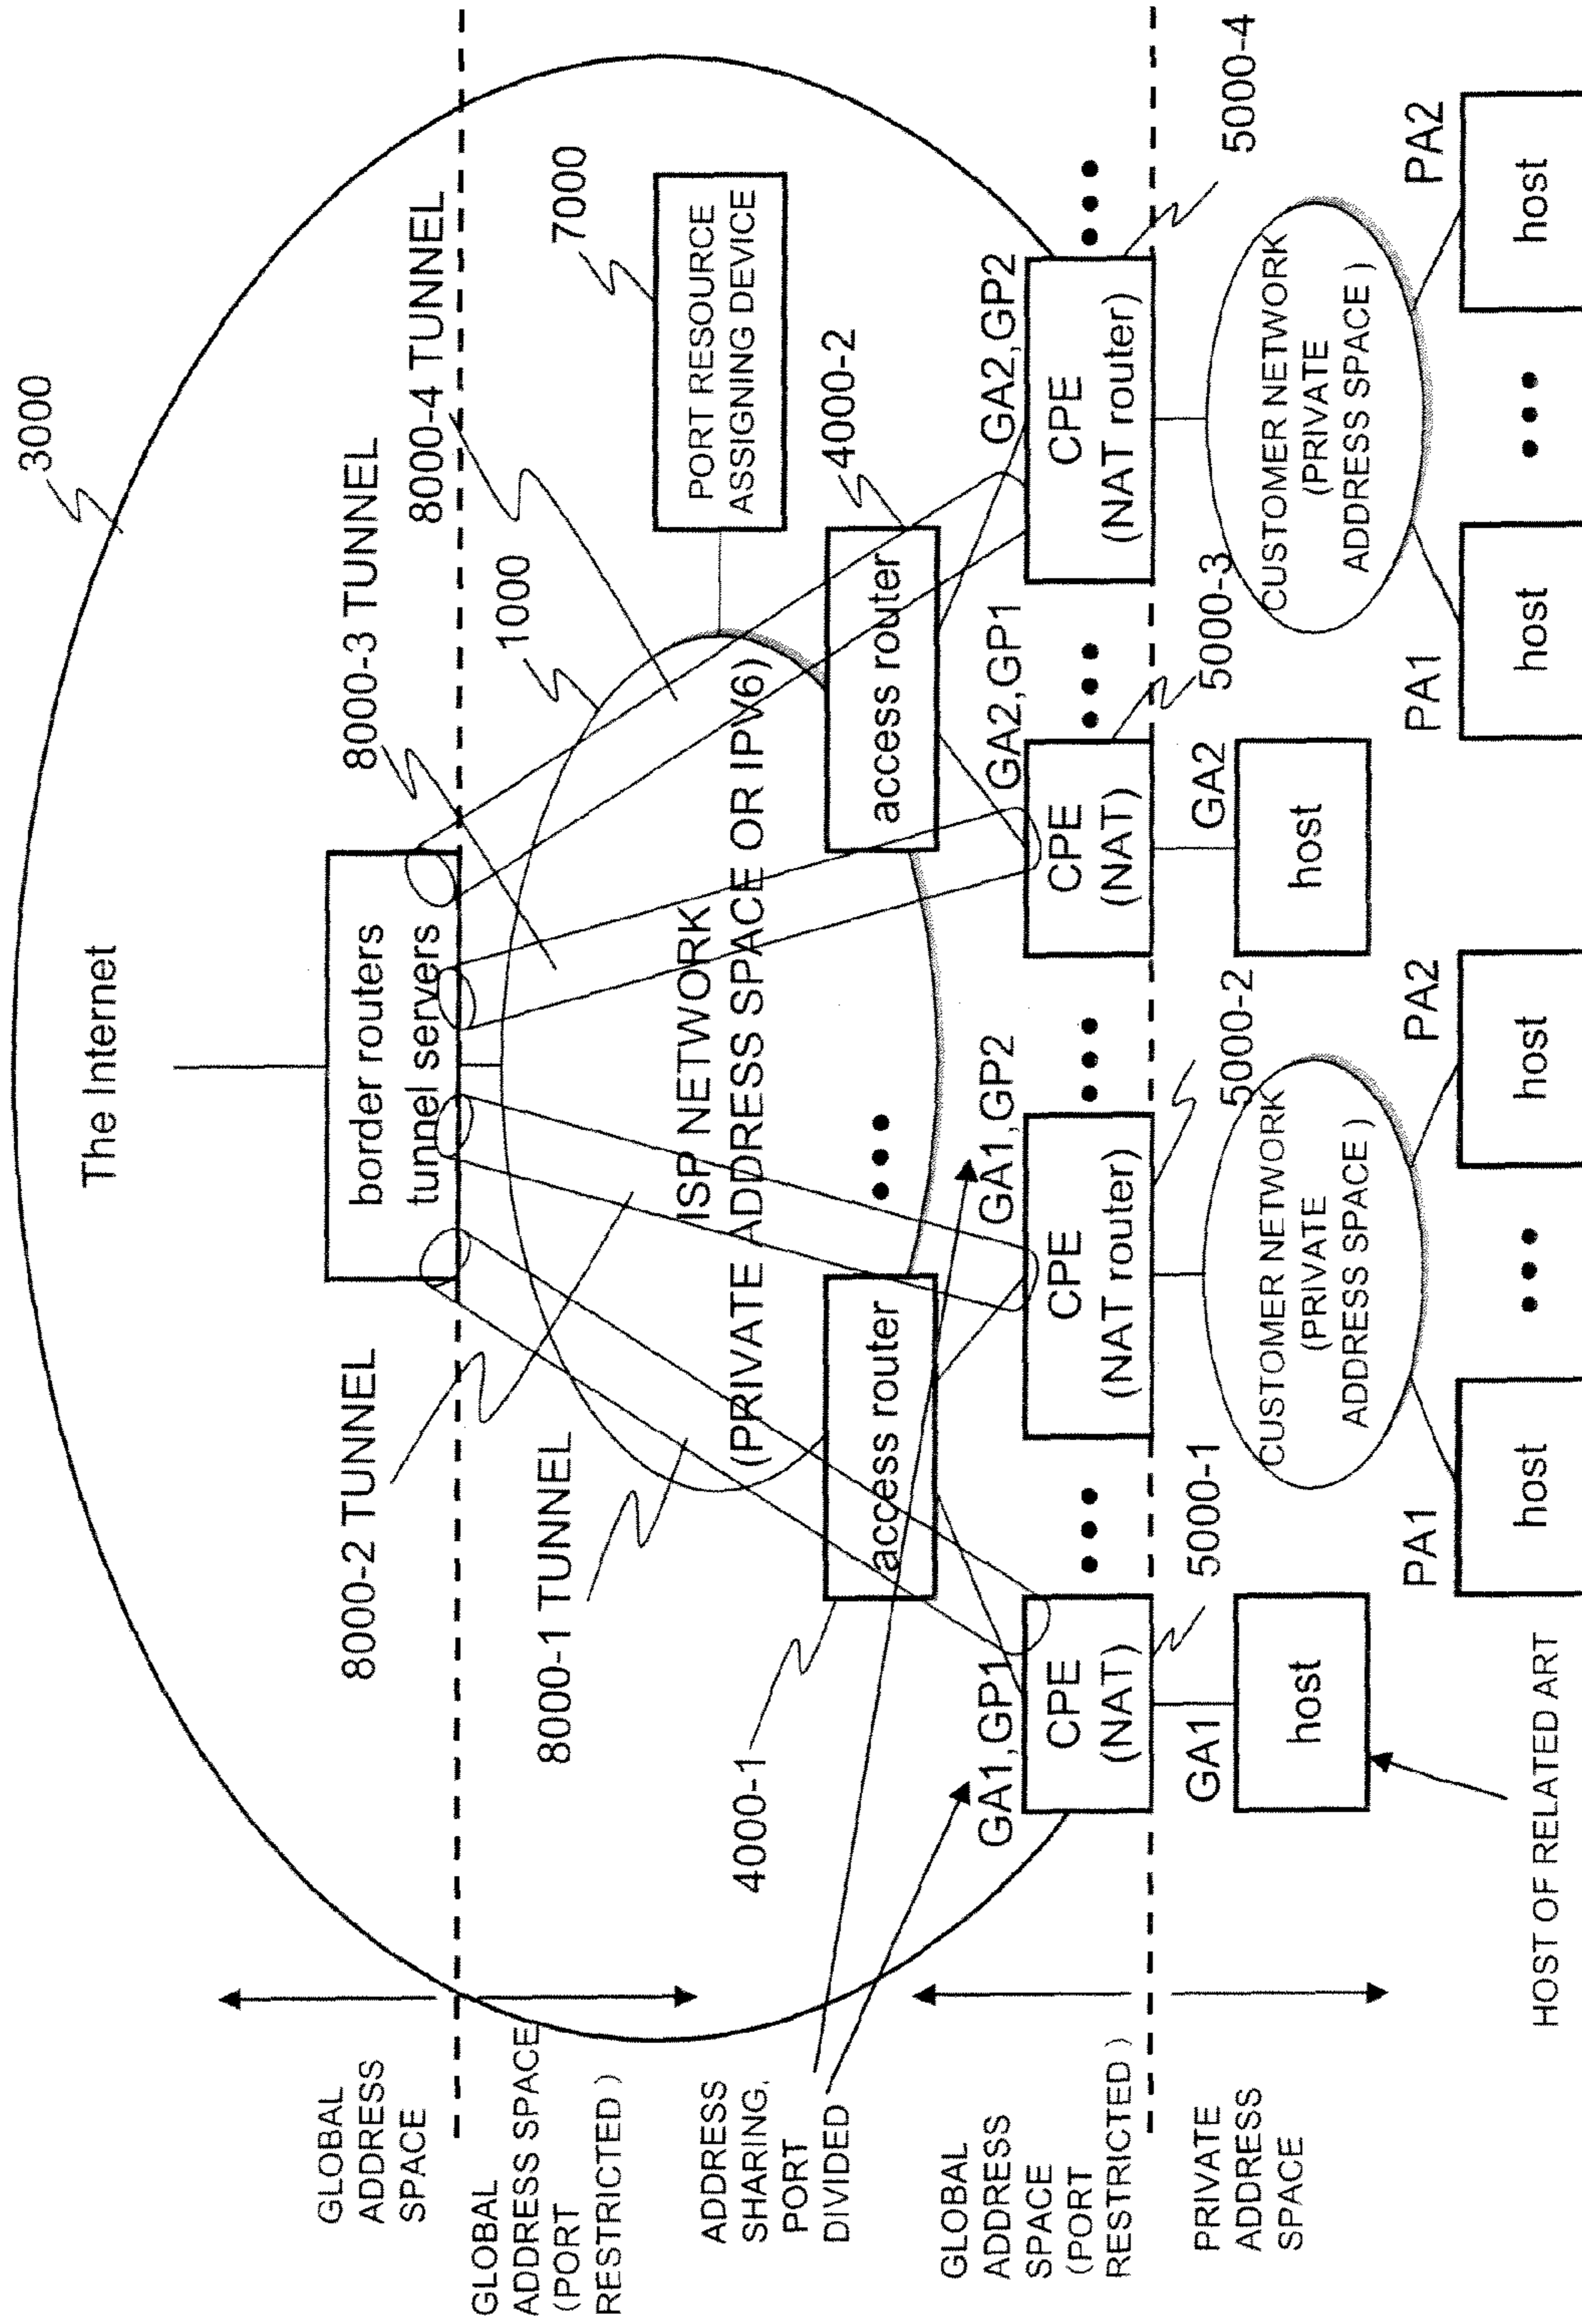 3000
The Internet
8000-3 TUNNEL
8000-4 TUNNEL
border routers
tunnel servers
8000-2 TUNNEL
1000
7000
PORT RESOURCE
ASSIGNING DEVICE
8000-1 TUNNEL
ISP NETWORK
(PRIVATE ADDRESS SPACE OR IPV6)
4000-1
access router
•••
access router
4000-2
GLOBAL
ADDRESS
SPACE
GLOBAL
ADDRESS SPACE
(PORT
RESTRICTED )
ADDRESS
SHARING,
PORT
DIVIDED
GLOBAL
ADDRESS
SPACE
(PORT
RESTRICTED )
PRIVATE
ADDRESS
SPACE
GA1,GP1
CPE
(NAT)
•••
GA1,GP2
CPE
(NAT router)
•••
GA2,GP1
CPE
(NAT)
•••
GA2,GP2
CPE
(NAT router)
•••
5000-1
5000-2
5000-3
5000-4
GA1
host
CUSTOMER NETWORK
(PRIVATE
ADDRESS SPACE )
GA2
host
CUSTOMER NETWORK
(PRIVATE
ADDRESS SPACE )
HOST OF RELATED ART
PA1
host
•••
PA2
host
PA1
host
•••
PA2
host